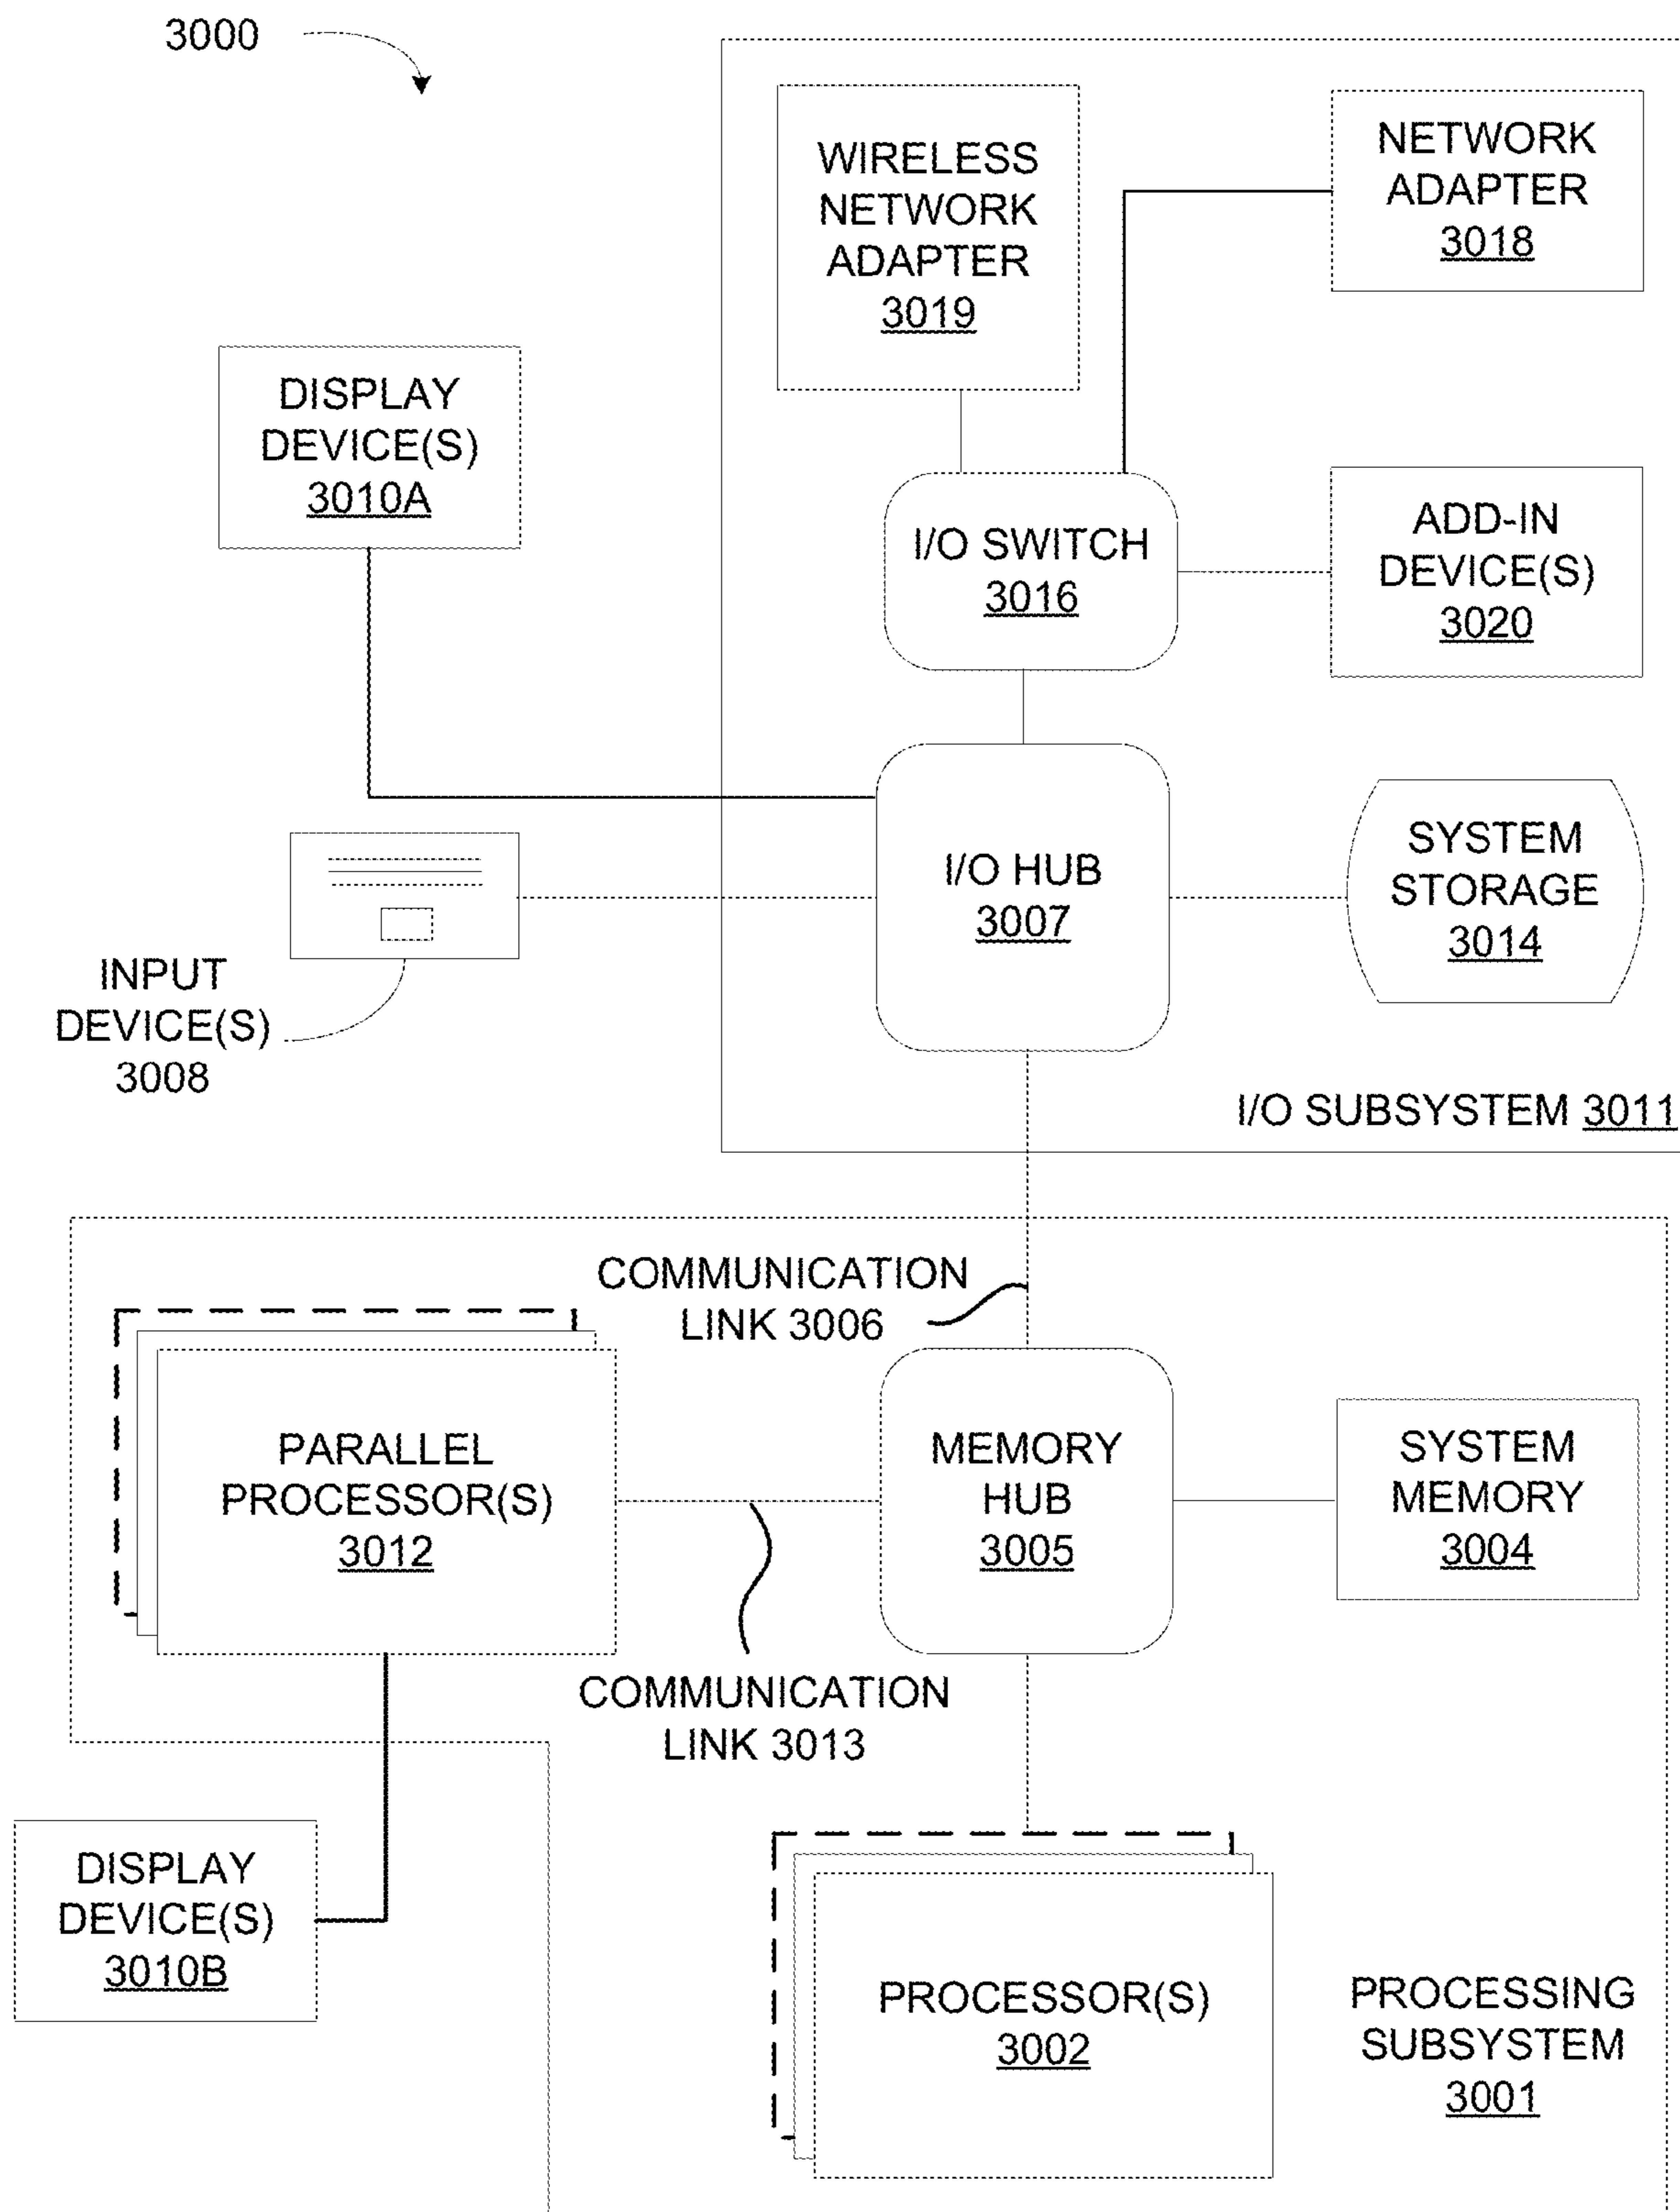 3000
WIRELESS
NETWORK
ADAPTER
3019
NETWORK
ADAPTER
3018
DISPLAY
DEVICE(S)
3010A
I/O SWITCH
3016
ADD-IN
DEVICE(S)
3020
I/O HUB
3007
SYSTEM
STORAGE
3014
INPUT
DEVICE(S)
3008
I/O SUBSYSTEM 3011
COMMUNICATION
LINK 3006
PARALLEL
PROCESSOR(S)
3012
MEMORY
HUB
3005
SYSTEM
MEMORY
3004
COMMUNICATION
LINK 3013
DISPLAY
DEVICE(S)
3010B
PROCESSOR(S)
3002
PROCESSING
SUBSYSTEM
3001